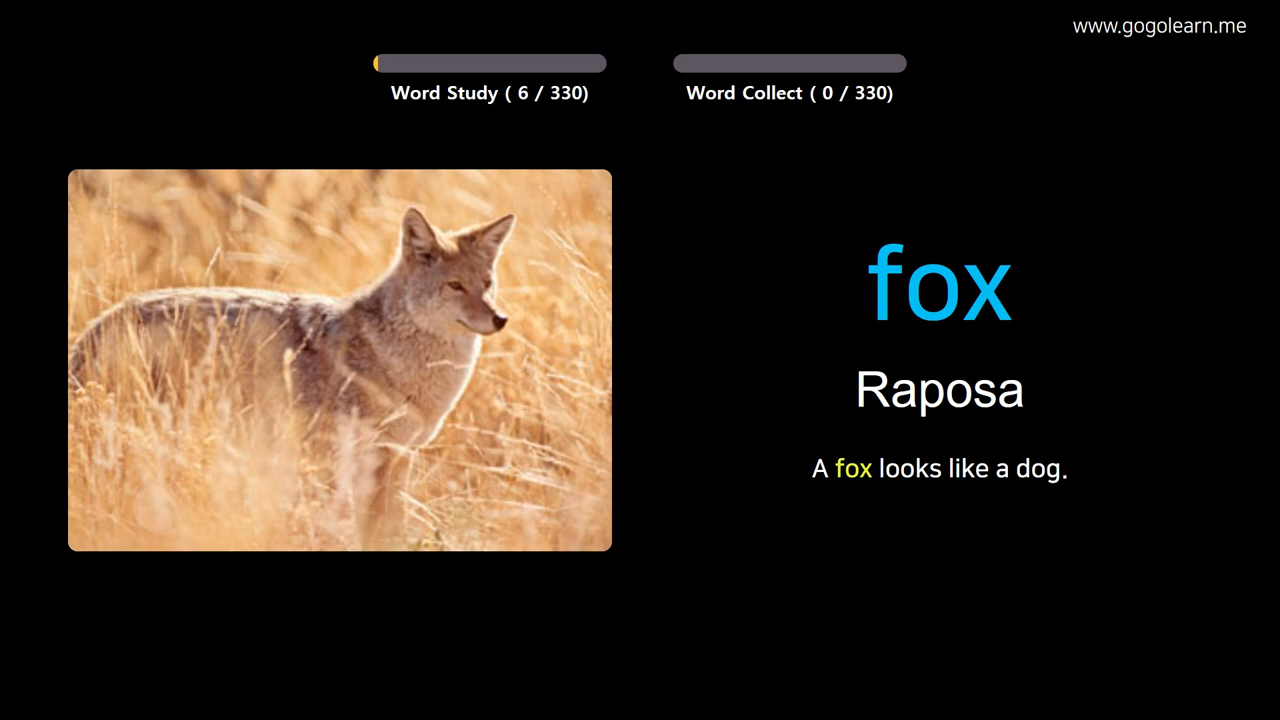 www.gogolearn.me
Word Study ( 6 / 330)
Word Collect ( 0 / 330)
fox
Raposa
A fox looks like a dog.